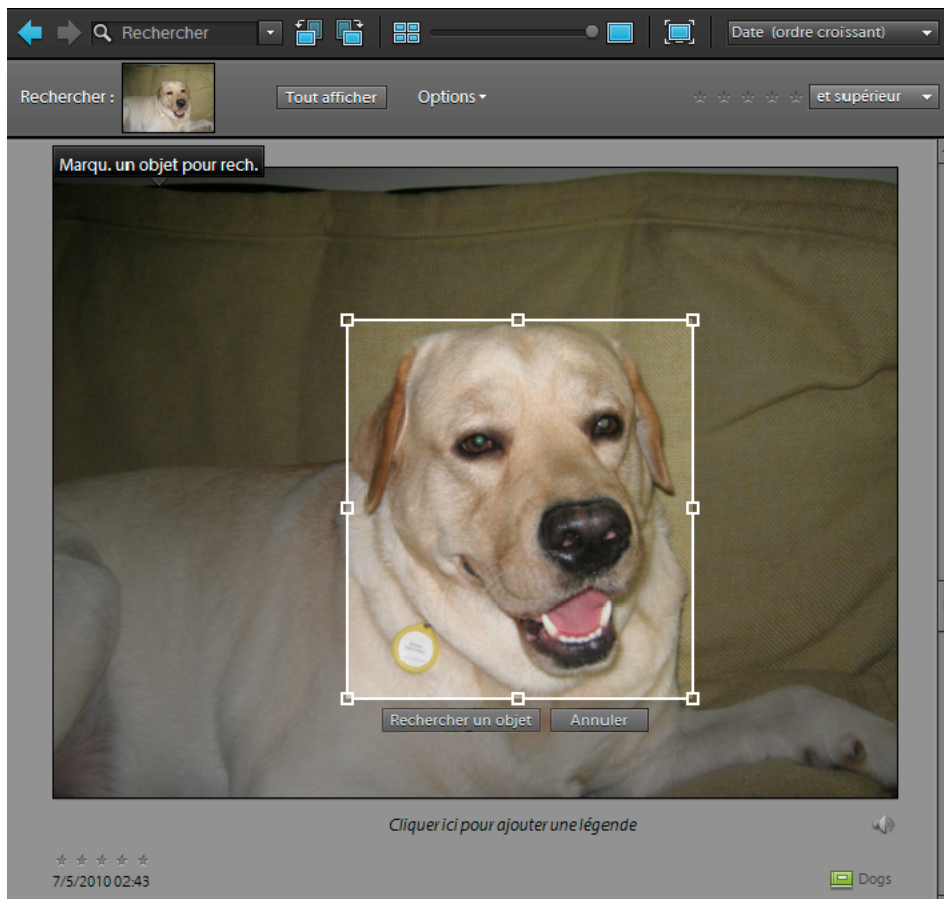 Rechercher
Date (ordre croissant)
Rechercher :
Tout afficher
Options
et supérieur
Marqu. un objet pour rech.
Rechercher un objet
Annuler
Cliquer ici pour ajouter une légende
7/5/2010 02:43
Dogs